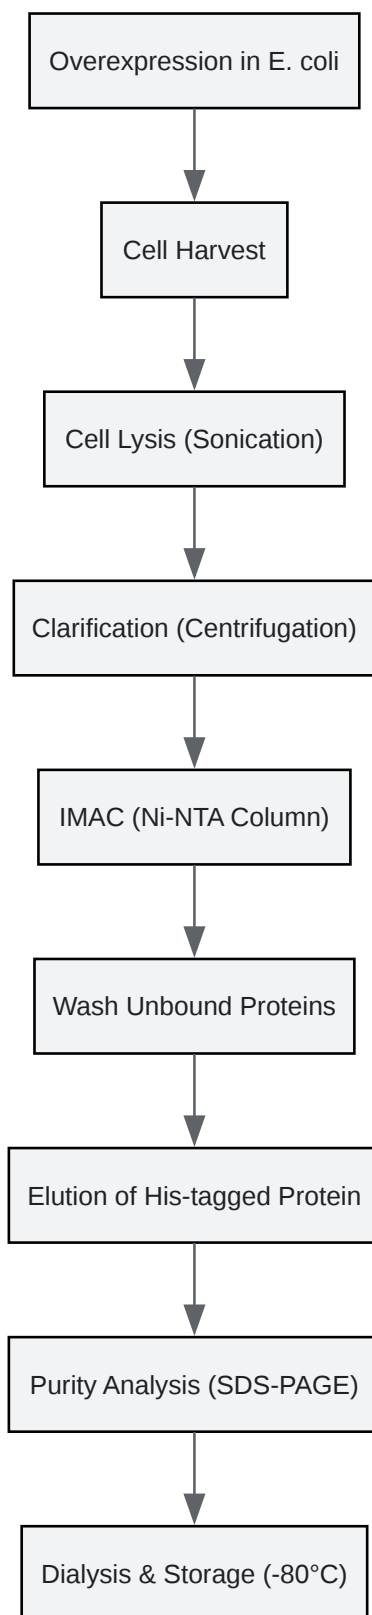 Overexpression in E. coli
Cell Harvest
Cell Lysis (Sonication)
Clarification (Centrifugation)
IMAC (Ni-NTA Column)
Wash Unbound Proteins
Elution of His-tagged Protein
Purity Analysis (SDS-PAGE)
Dialysis & Storage (-80°C)